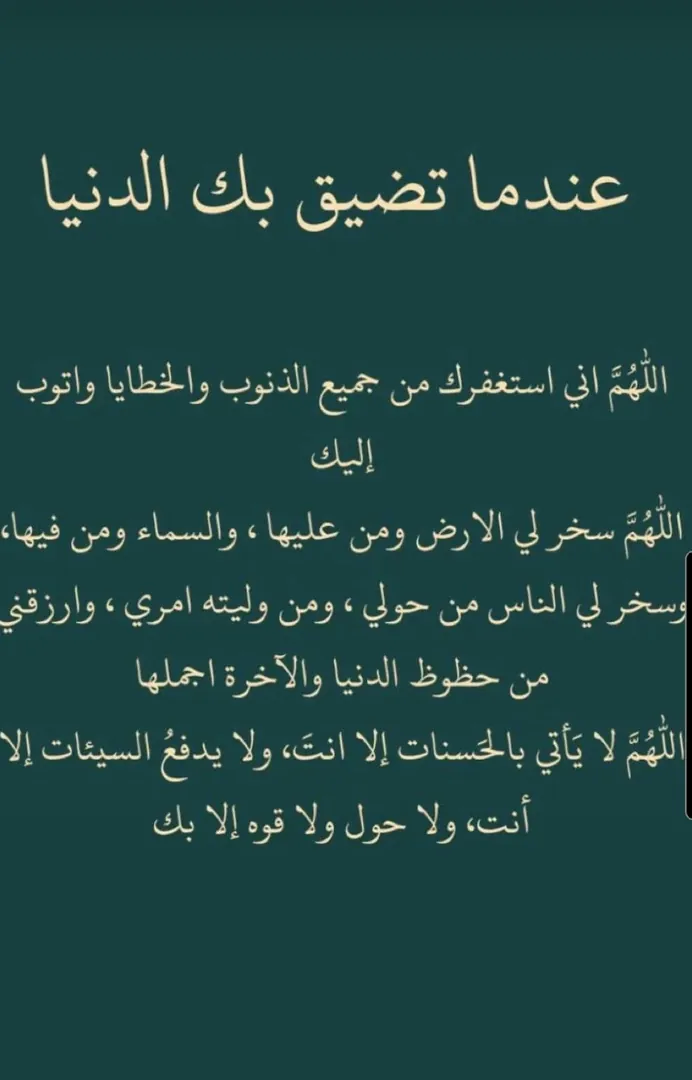 عندما تضيق بك الدنيا
اللّٰهُمَّ اني استغفرك من جميع الذنوب والخطايا واتوب
إليك
اللّٰهُمَّ سخر لي الارض ومن عليها ، والسماء ومن فيها،
وسخر لي الناس من حولي ، ومن وليته امري ، وارزقني
من حظوظ الدنيا والآخرة اجملها
اللّٰهُمَّ لا يَأتي بالحَسنات إلا انتَ، ولا يدفعُ السيئات إلا
أنت، ولا حول ولا قوه إلا بك